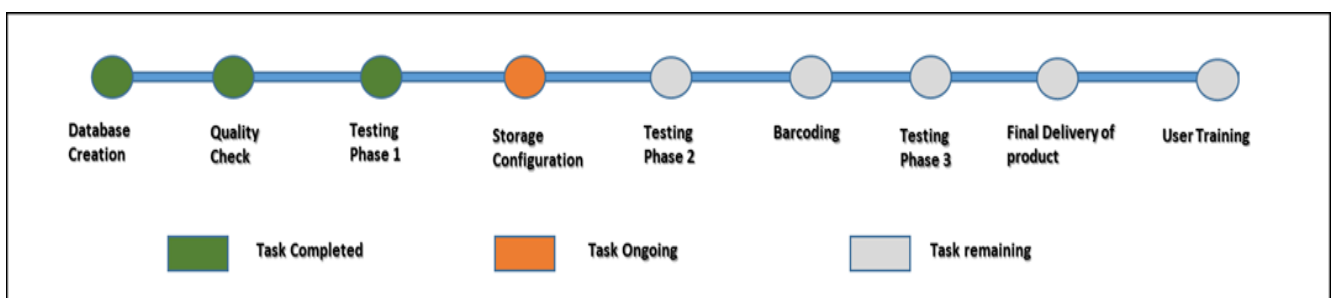 Database
Creation
Quality
Check
Testing
Phase 1
Storage
Configuration
Testing
Phase 2
Barcoding
Testing
Phase 3
Final Delivery of
product
User Training
Task Completed
Task Ongoing
Task remaining